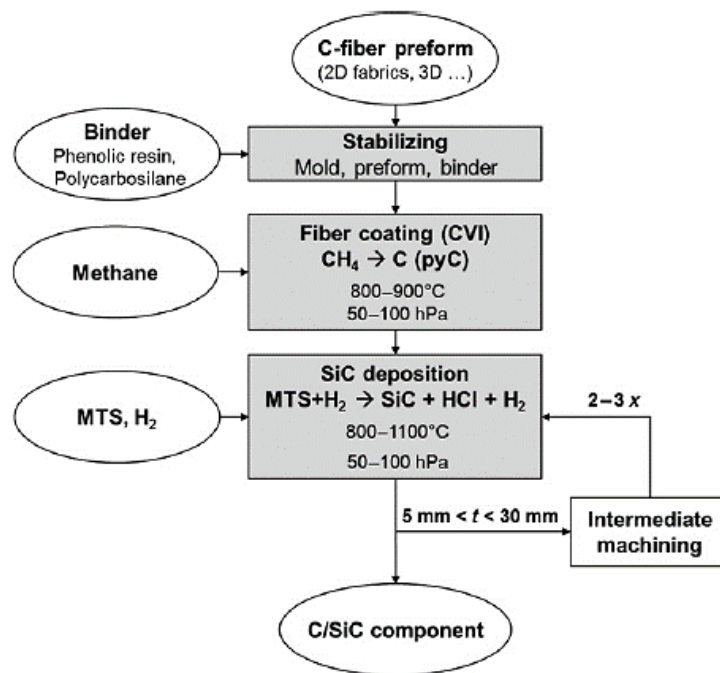 C-fiber preform
(2D fabrics, 3D ...)
Binder
Phenolic resin,
Polycarbosilane
Stabilizing
Mold, preform, binder
Fiber coating (CVI)
CH₄ → C (pyC)
800–900°C
50–100 hPa
Methane
SiC deposition
MTS+H₂ → SiC + HCl + H₂
800–1100°C
50–100 hPa
MTS, H₂
2–3 x
5 mm < t < 30 mm
Intermediate
machining
C/SiC component